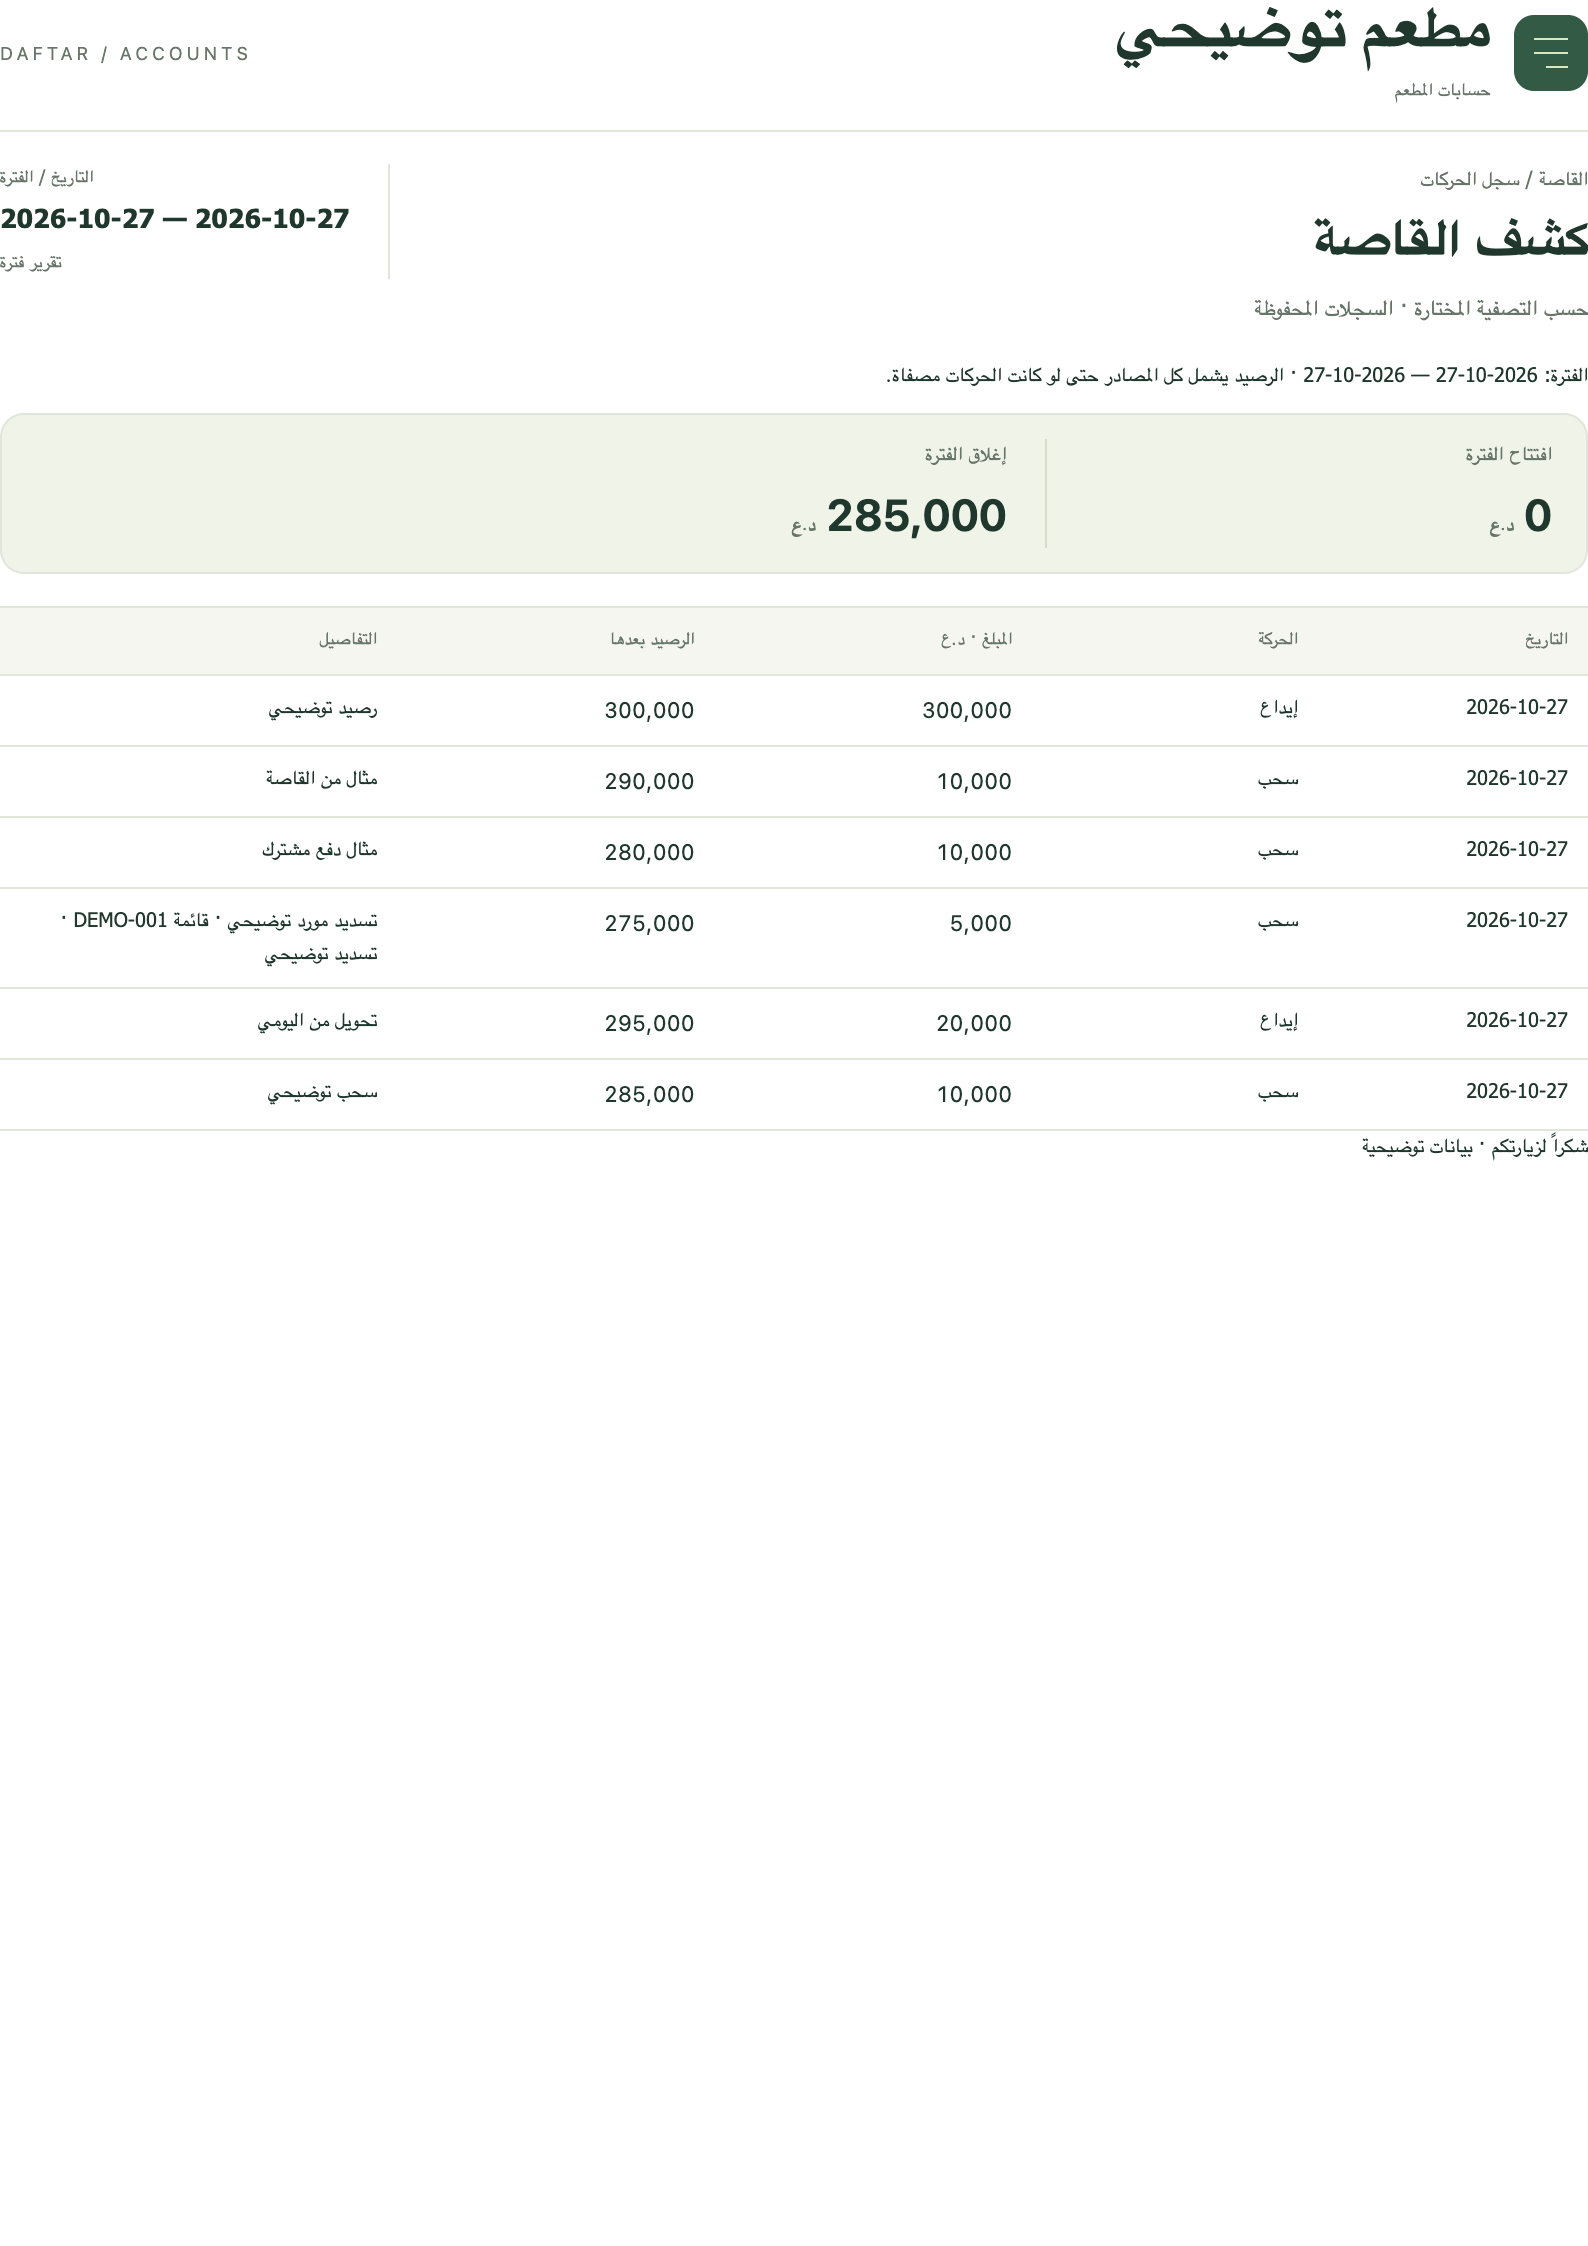 مطعم توضيحي
حسابات المطعم
DAFTAR / ACCOUNTS
القاصة / سجل الحركات
كشف القاصة
حسب التصفية المختارة · السجلات المحفوظة
التاريخ / الفترة
2026-10-27 — 2026-10-27
تقرير فترة
الفترة: 2026-10-27 — 2026-10-27 · الرصيد يشمل كل المصادر حتى لو كانت الحركات مصفاة.
افتتاح الفترة
0 د.ع
إغلاق الفترة
285,000 د.ع
التاريخ الحركة المبلغ · د.ع الرصيد بعدها التفاصيل
2026-10-27 إيداع 300,000 300,000 رصيد توضيحي
2026-10-27 سحب 10,000 290,000 مثال من القاصة
2026-10-27 سحب 10,000 280,000 مثال دفع مشترك
2026-10-27 سحب 5,000 275,000 تسديد مورد توضيحي · قائمة DEMO-001 ·
تسديد توضيحي
2026-10-27 إيداع 20,000 295,000 تحويل من اليومي
2026-10-27 سحب 10,000 285,000 سحب توضيحي
شكراً لزيارتكم · بيانات توضيحية